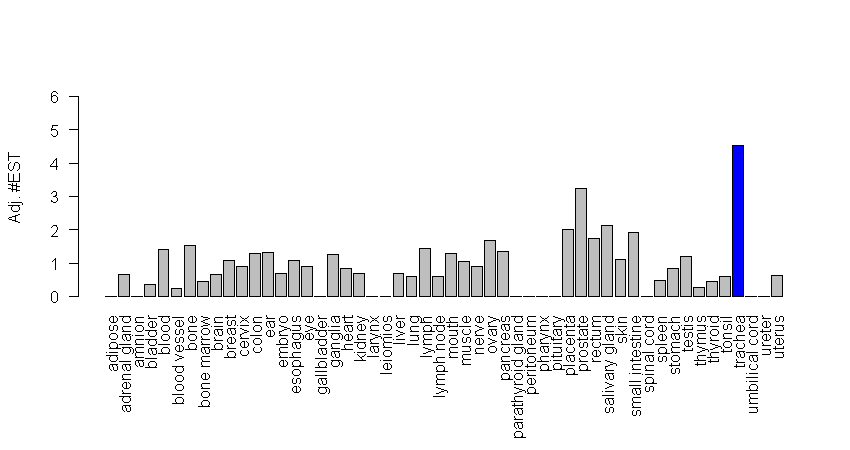 Adj. #EST
6
5
4
3
2
1
0
adipose
adrenal gland
amnion
bladder
blood
blood vessel
bone
bone marrow
brain
breast
cervix
colon
ear
embryo
esophagus
eye
gallbladder
ganglia
heart
kidney
larynx
leiomios
liver
lung
lymph
lymph node
mouth
muscle
nerve
ovary
pancreas
parathyroid gland
peritoneum
pharynx
pituitary
placenta
prostate
rectum
salivary gland
skin
small intestine
spinal cord
spleen
stomach
testis
thymus
thyroid
tonsil
trachea
umbilical cord
ureter
uterus